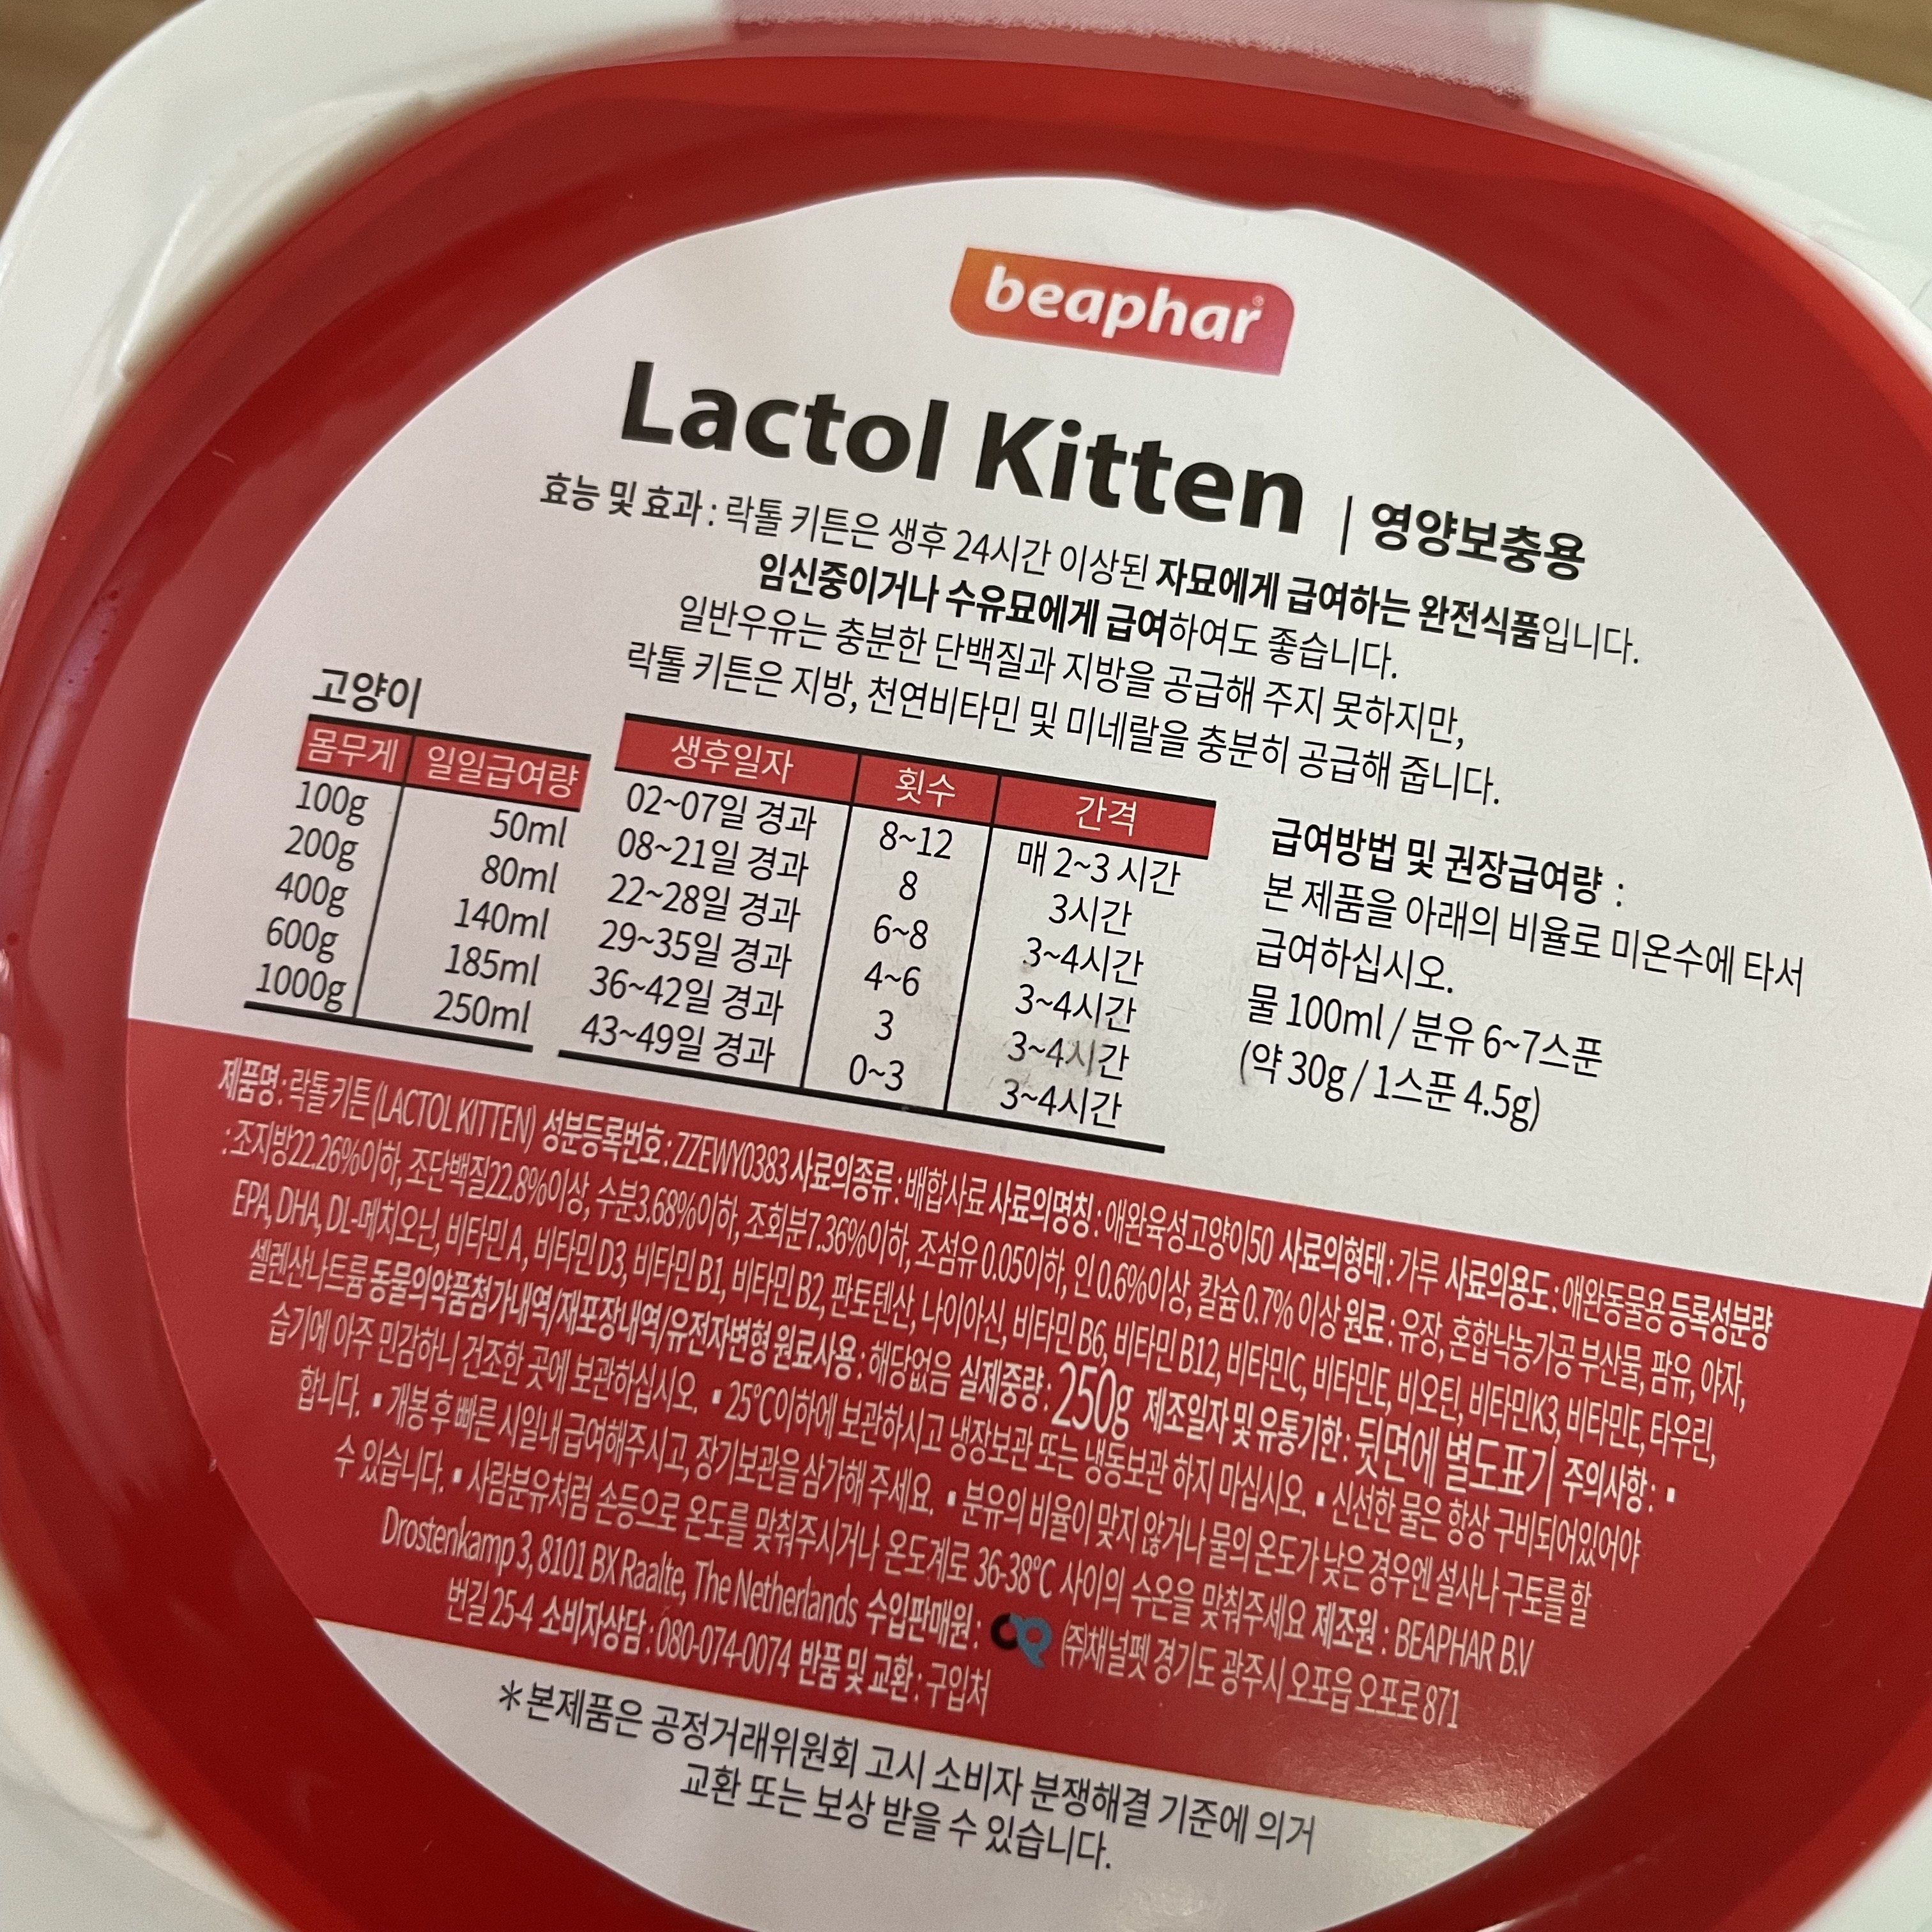 beaphar®
Lactol Kitten | 영양보충용
효능 및 효과 : 락톨 키튼은 생후 24시간 이상된 자묘에게 급여하는 완전식품입니다.
임신중이거나 수유묘에게 급여하여도 좋습니다.
일반우유는 충분한 단백질과 지방을 공급해 주지 못하지만,
락톨 키튼은 지방, 천연비타민 및 미네랄을 충분히 공급해 줍니다.
고양이
몸무게 일일급여량
100g 50ml
200g 80ml
400g 140ml
600g 185ml
1000g 250ml
생후일자 횟수 간격
02~07일 경과 8~12 매 2~3 시간
08~21일 경과 8 3시간
22~28일 경과 6~8 3~4시간
29~35일 경과 4~6 3~4시간
36~42일 경과 3 3~4시간
43~49일 경과 0~3 3~4시간
급여방법 및 권장급여량 :
본 제품을 아래의 비율로 미온수에 타서
급여하십시오.
물 100ml / 분유 6~7스푼
(약 30g / 1스푼 4.5g)
제품명 : 락톨 키튼 (LACTOL KITTEN) 성분등록번호 : ZZEWY0383 사료의종류 : 배합사료 사료의명칭 : 애완육성고양이50 사료의형태 : 가루 사료의용도 : 애완동물용 등록성분량
: 조지방22.26%이하, 조단백질22.8%이상, 수분3.68%이하, 조회분7.36%이하, 조섬유 0.05이하, 인 0.6%이상, 칼슘 0.7% 이상 원료 : 유장, 혼합낙농가공 부산물, 팜유, 야자,
EPA, DHA, DL-메치오닌, 비타민 A, 비타민 D3, 비타민 B1, 비타민 B2, 판토텐산, 나이아신, 비타민 B6, 비타민 B12, 비타민C, 비타민E, 비오틴, 비타민K3, 비타민E, 타우린,
셀렌산나트륨 동물의약품첨가내역/재포장내역/유전자변형 원료사용 : 해당없음 실제중량 : 250g 제조일자 및 유통기한 : 뒷면에 별도표기 주의사항 : ▪
습기에 아주 민감하니 건조한 곳에 보관하십시오. ▪ 25℃이하에 보관하시고 냉장보관 또는 냉동보관 하지 마십시오. ▪ 신선한 물은 항상 구비되어있어야
합니다. ▪ 개봉 후 빠른 시일내 급여해주시고, 장기보관을 삼가해 주세요. ▪ 분유의 비율이 맞지 않거나 물의 온도가 낮은 경우엔 설사나 구토를 할
수 있습니다. ▪ 사람분유처럼 손등으로 온도를 맞춰주시거나 온도계로 36-38℃ 사이의 수온을 맞춰주세요 제조원 : BEAPHAR B.V
Drostenkamp 3, 8101 BX Raalte, The Netherlands 수입판매원 : ㈜채널펫 경기도 광주시 오포읍 오포로 871
번길 25-4 소비자상담 : 080-074-0074 반품 및 교환 : 구입처
*본제품은 공정거래위원회 고시 소비자 분쟁해결 기준에 의거
교환 또는 보상 받을 수 있습니다.